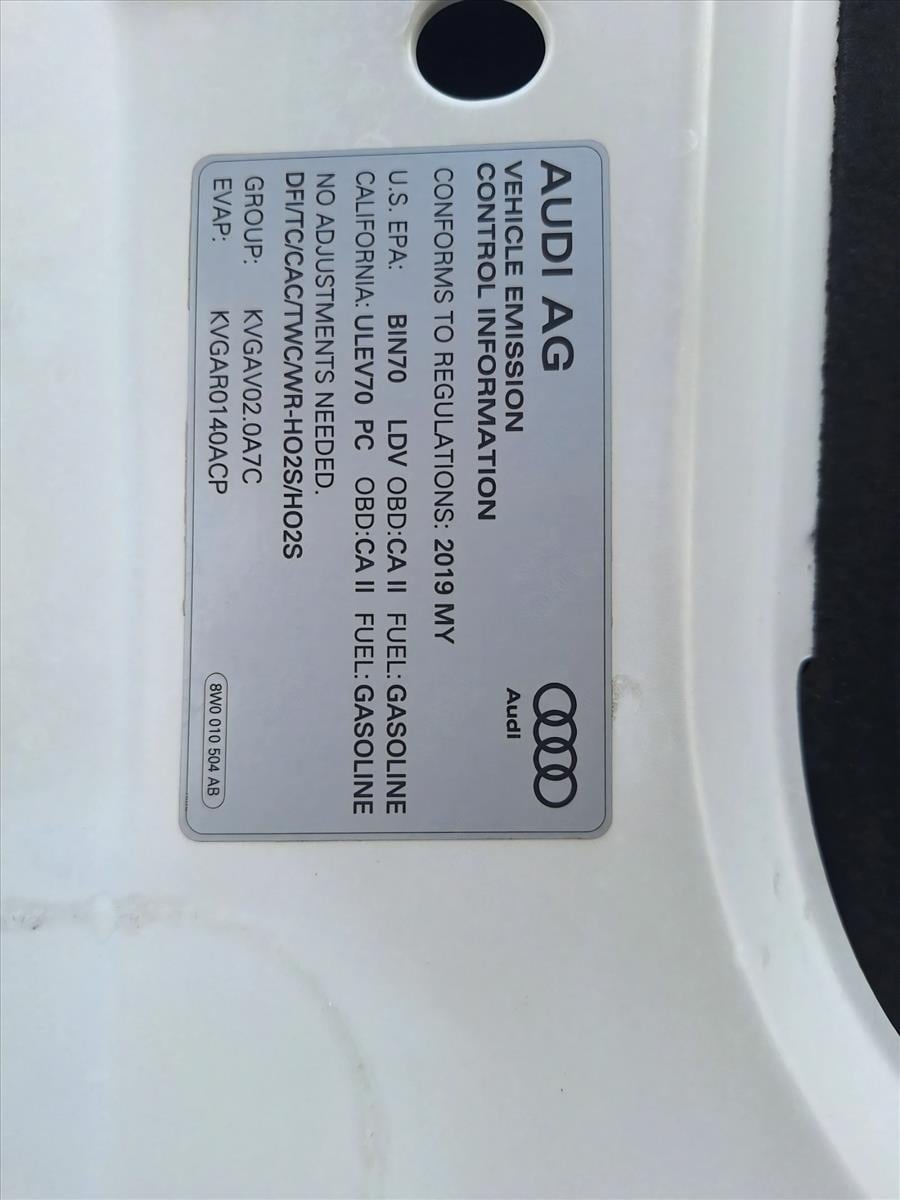 AUDI AG
VEHICLE EMISSION
CONTROL INFORMATION
Audi
CONFORMS TO REGULATIONS: 2019 MY
U.S. EPA: BIN70 LDV OBD:CA II FUEL: GASOLINE
CALIFORNIA: ULEV70 PC OBD:CA II FUEL: GASOLINE
NO ADJUSTMENTS NEEDED.
DFI/TC/CAC/TWC/WR-HO2S/HO2S
GROUP: KVGAV02.0A7C
EVAP: KVGAR0140ACP
8W0 010 504 AB